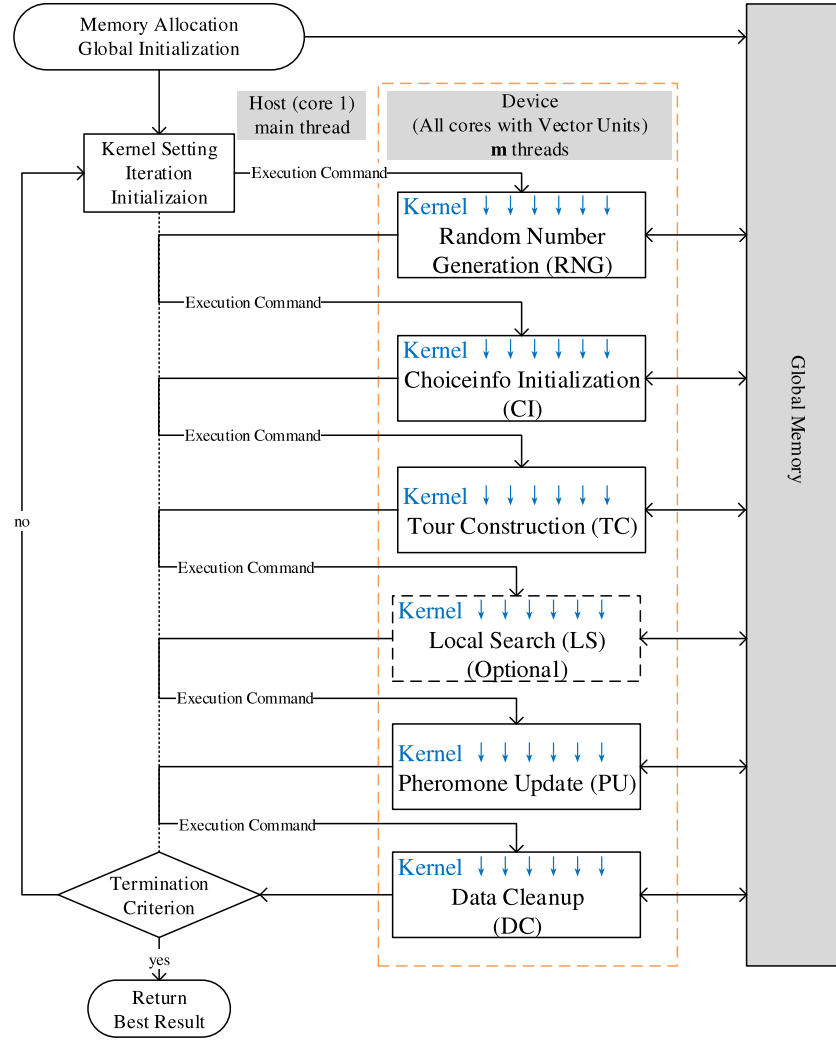 Memory Allocation
Global Initialization
Host (core 1)
main thread
Device
(All cores with Vector Units)
m threads
Kernel Setting
Iteration
Initializaion
Execution Command
Kernel
Random Number
Generation (RNG)
Execution Command
Kernel
Choiceinfo Initialization
(CI)
Execution Command
Kernel
Tour Construction (TC)
Execution Command
Kernel
Local Search (LS)
(Optional)
Execution Command
Kernel
Pheromone Update (PU)
Execution Command
Kernel
Data Cleanup
(DC)
Termination
Criterion
no
yes
Return
Best Result
Global Memory